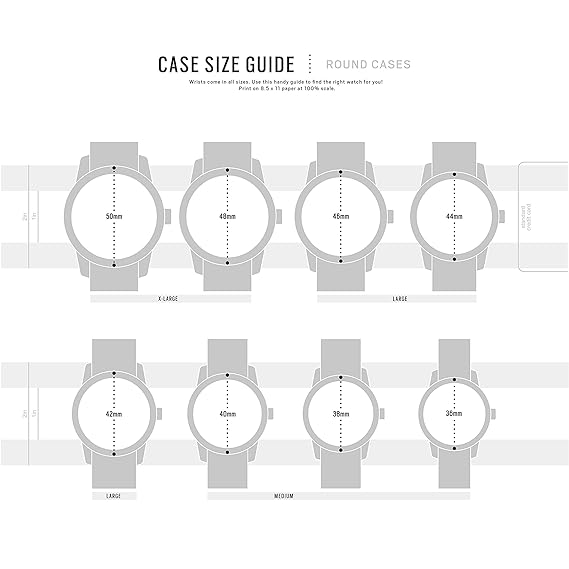 CASE SIZE GUIDE
ROUND CASES
Wrists come in all sizes. Use this handy guide to find the right watch for you!
Print on 8.5 x 11 paper at 100% scale.
2in
1in
50mm
48mm
45mm
44mm
standard
credit card
X-LARGE
LARGE
2in
1in
42mm
40mm
38mm
36mm
LARGE
MEDIUM